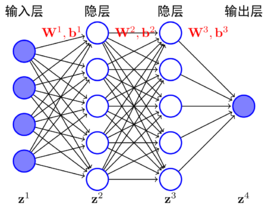 输入层 隐层 隐层 输出层
W¹, b¹ W², b² W³, b³
z¹ z² z³ z⁴